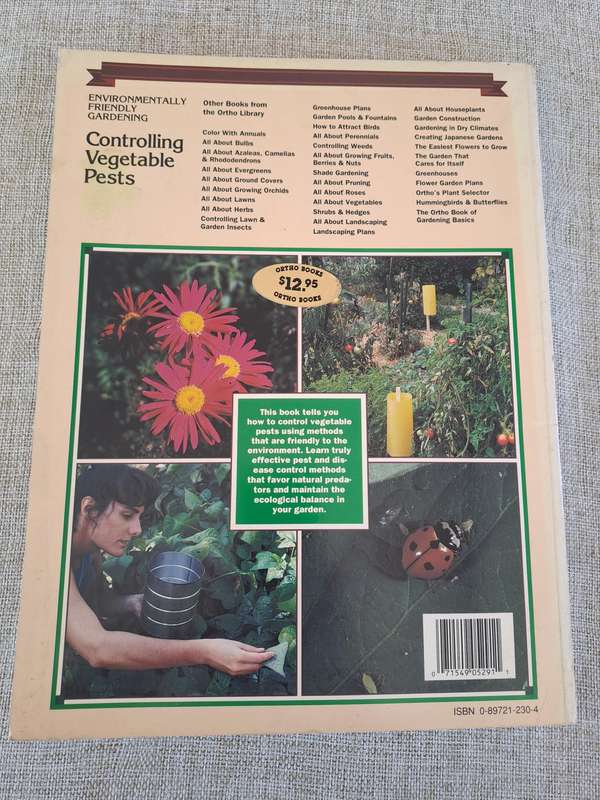 ENVIRONMENTALLY
FRIENDLY
GARDENING
Controlling
Vegetable
Pests
Other Books from
the Ortho Library
Color With Annuals
All About Bulbs
All About Azaleas, Camelias
& Rhododendrons
All About Evergreens
All About Ground Covers
All About Growing Orchids
All About Lawns
All About Herbs
Controlling Lawn &
Garden Insects
Greenhouse Plans
Garden Pools & Fountains
How to Attract Birds
All About Perennials
Controlling Weeds
All About Growing Fruits,
Berries & Nuts
Shade Gardening
All About Pruning
All About Roses
All About Vegetables
Shrubs & Hedges
All About Landscaping
Landscaping Plans
All About Houseplants
Garden Construction
Gardening in Dry Climates
Creating Japanese Gardens
The Easiest Flowers to Grow
The Garden That
Cares for Itself
Greenhouses
Flower Garden Plans
Ortho's Plant Selector
Hummingbirds & Butterflies
The Ortho Book of
Gardening Basics
ORTHO BOOKS
$12.95
ORTHO BOOKS
This book tells you
how to control vegetable
pests using methods
that are friendly to the
environment. Learn truly
effective pest and dis-
ease control methods
that favor natural preda-
tors and maintain the
ecological balance in
your garden.
0 71549 05291 1
ISBN 0-89721-230-4